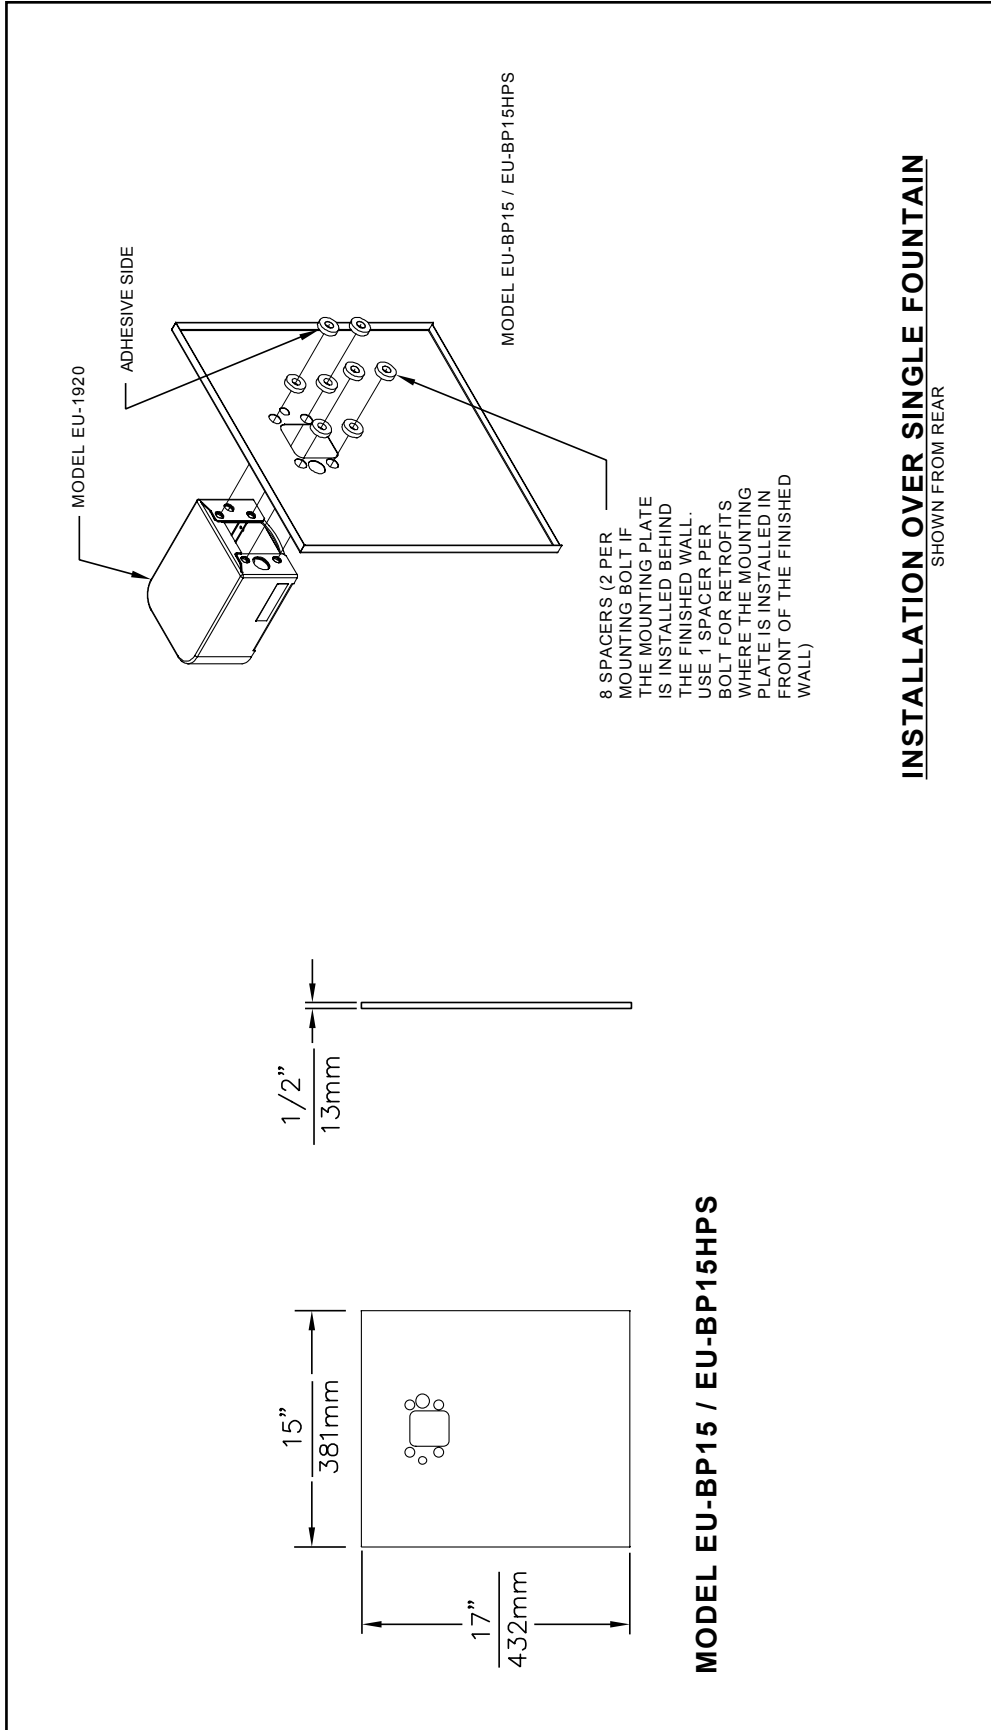 15”
381mm
17”
432mm
1/2”
13mm
MODEL EU-BP15 / EU-BP15HPS
MODEL EU-1920
ADHESIVE SIDE
MODEL EU-BP15 / EU-BP15HPS
8 SPACERS (2 PER
MOUNTING BOLT IF
THE MOUNTING PLATE
IS INSTALLED BEHIND
THE FINISHED WALL.
USE 1 SPACER PER
BOLT FOR RETROFITS
WHERE THE MOUNTING
PLATE IS INSTALLED IN
FRONT OF THE FINISHED
WALL)
INSTALLATION OVER SINGLE FOUNTAIN
SHOWN FROM REAR